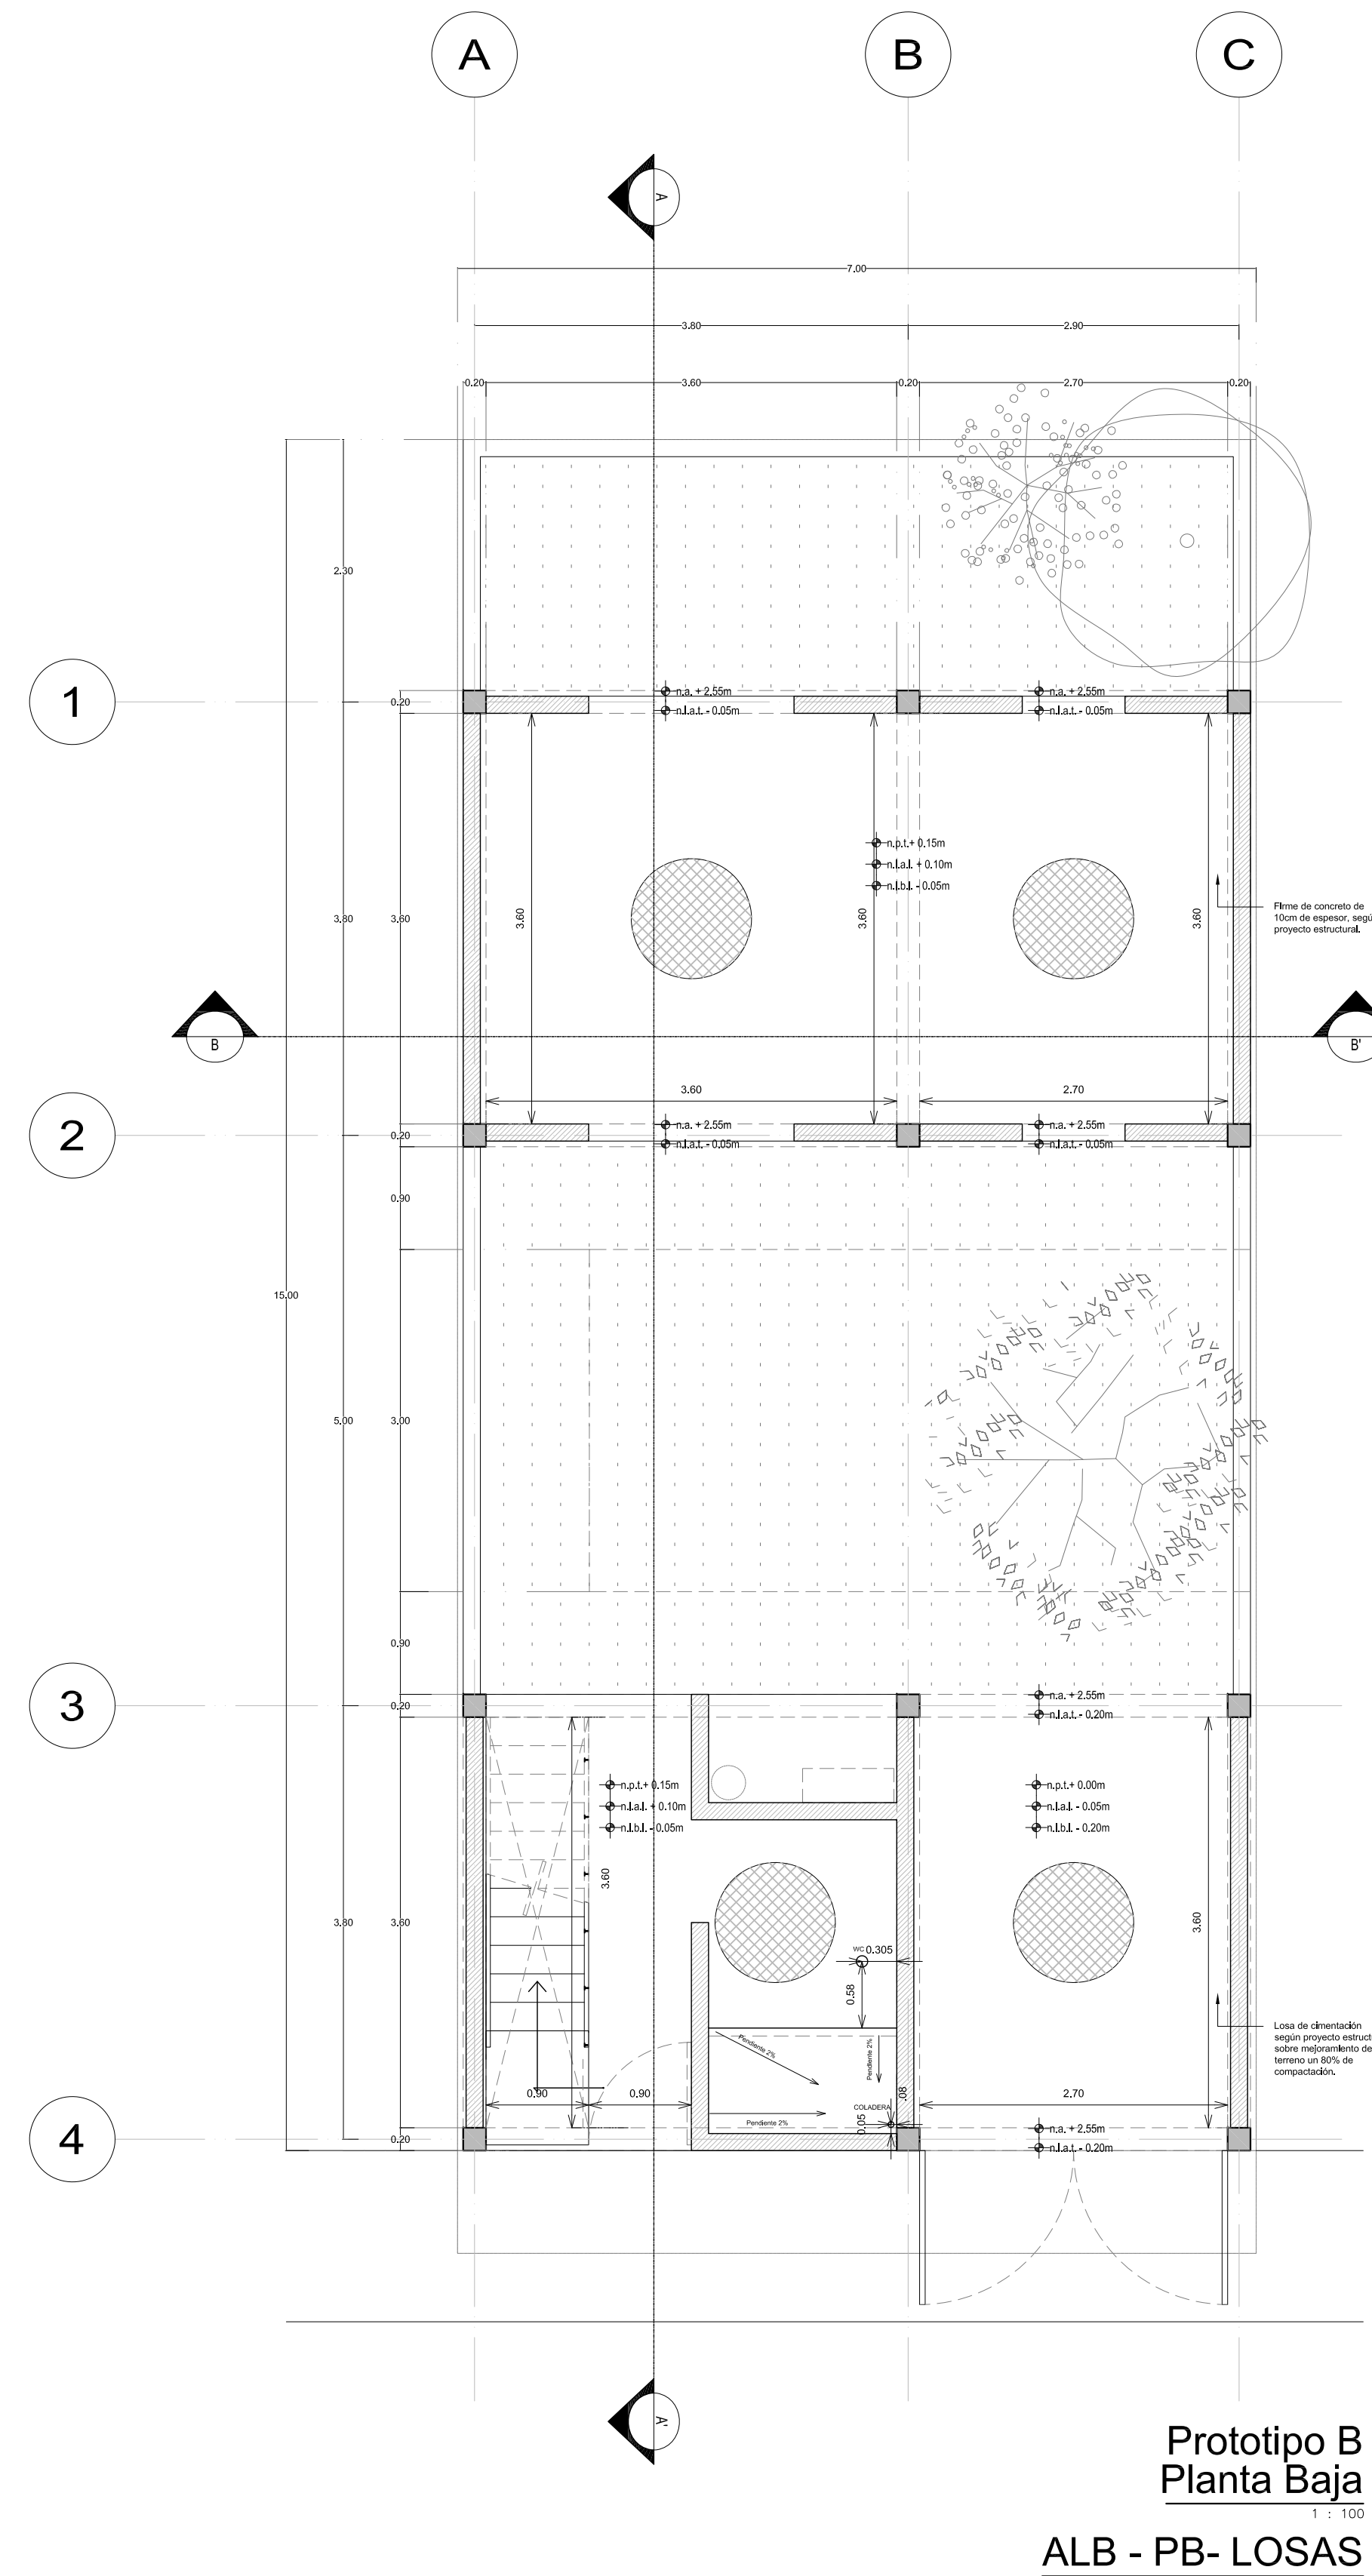 A B C
A
7.00
3.80 2.90
0.20 3.60 0.20 2.70 0.20
2.30
1
0.20
n.a. + 2.55m
n.l.a.t. - 0.05m
n.a. + 2.55m
n.l.a.t. - 0.05m
n.p.t.+ 0.15m
n.l.a.l. + 0.10m
n.l.b.l. - 0.05m
3.80 3.60
3.60 3.60 3.60
Firme de concreto de
10cm de espesor,
proyecto estructural.
B B'
3.60 2.70
2
0.20
n.a. + 2.55m
n.l.a.t. - 0.05m
n.a. + 2.55m
n.l.a.t. - 0.05m
0.90
15.00
5.00 3.00
0.90
3
0.20
n.a. + 2.55m
n.l.a.t. - 0.20m
n.p.t.+ 0.15m
n.l.a.l. + 0.10m
n.l.b.l. - 0.05m
n.p.t.+ 0.00m
n.l.a.l. - 0.05m
n.l.b.l. - 0.20m
3.80 3.60
3.60 3.60
WC 0.305
0.58
Pendiente 2%
Pendiente 2%
Pendiente 2%
Losa de cimentación
según proyecto
sobre mejoramiento de
terreno un 80% de
compactación.
0.90 0.90
COLADERA
.08
0.05
2.70
4
0.20
n.a. + 2.55m
n.l.a.t. - 0.20m
A'
Prototipo B
Planta Baja
1 : 100
ALB - PB- LOSAS